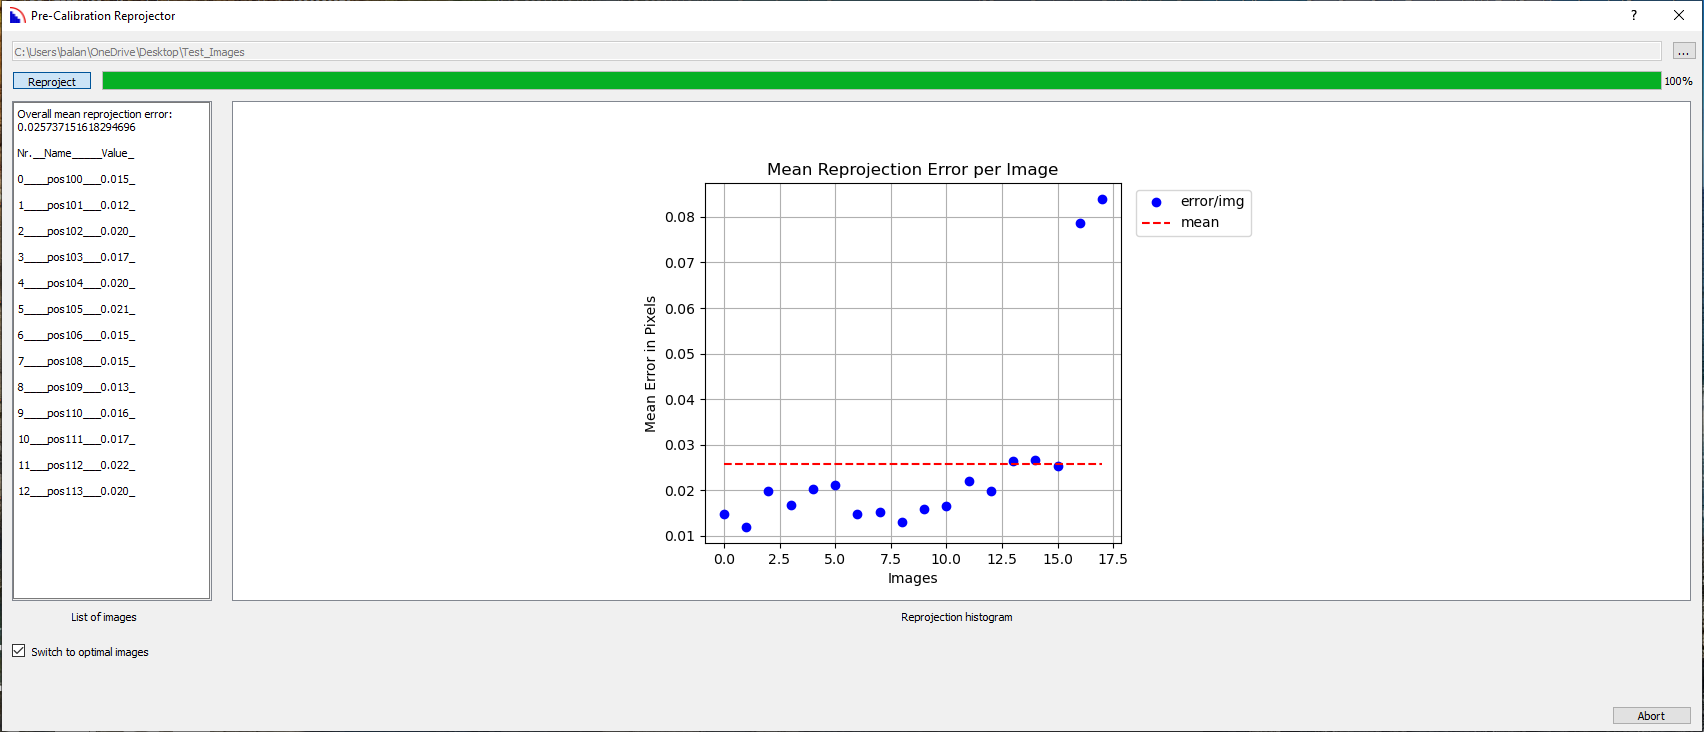 Pre-Calibration Reprojector
?
C:\Users\balan\OneDrive\Desktop\Test_Images
...
Reproject
100%
Overall mean reprojection error:
0.025737151618294696
Nr.__Name_____Value_
0____pos100___0.015_
1____pos101___0.012_
2____pos102___0.020_
3____pos103___0.017_
4____pos104___0.020_
5____pos105___0.021_
6____pos106___0.015_
7____pos108___0.015_
8____pos109___0.013_
9____pos110___0.016_
10___pos111___0.017_
11___pos112___0.022_
12___pos113___0.020_
List of images
Mean Reprojection Error per Image
error/img
mean
Mean Error in Pixels
0.08
0.07
0.06
0.05
0.04
0.03
0.02
0.01
0.0 2.5 5.0 7.5 10.0 12.5 15.0 17.5
Images
Reprojection histogram
Switch to optimal images
Abort